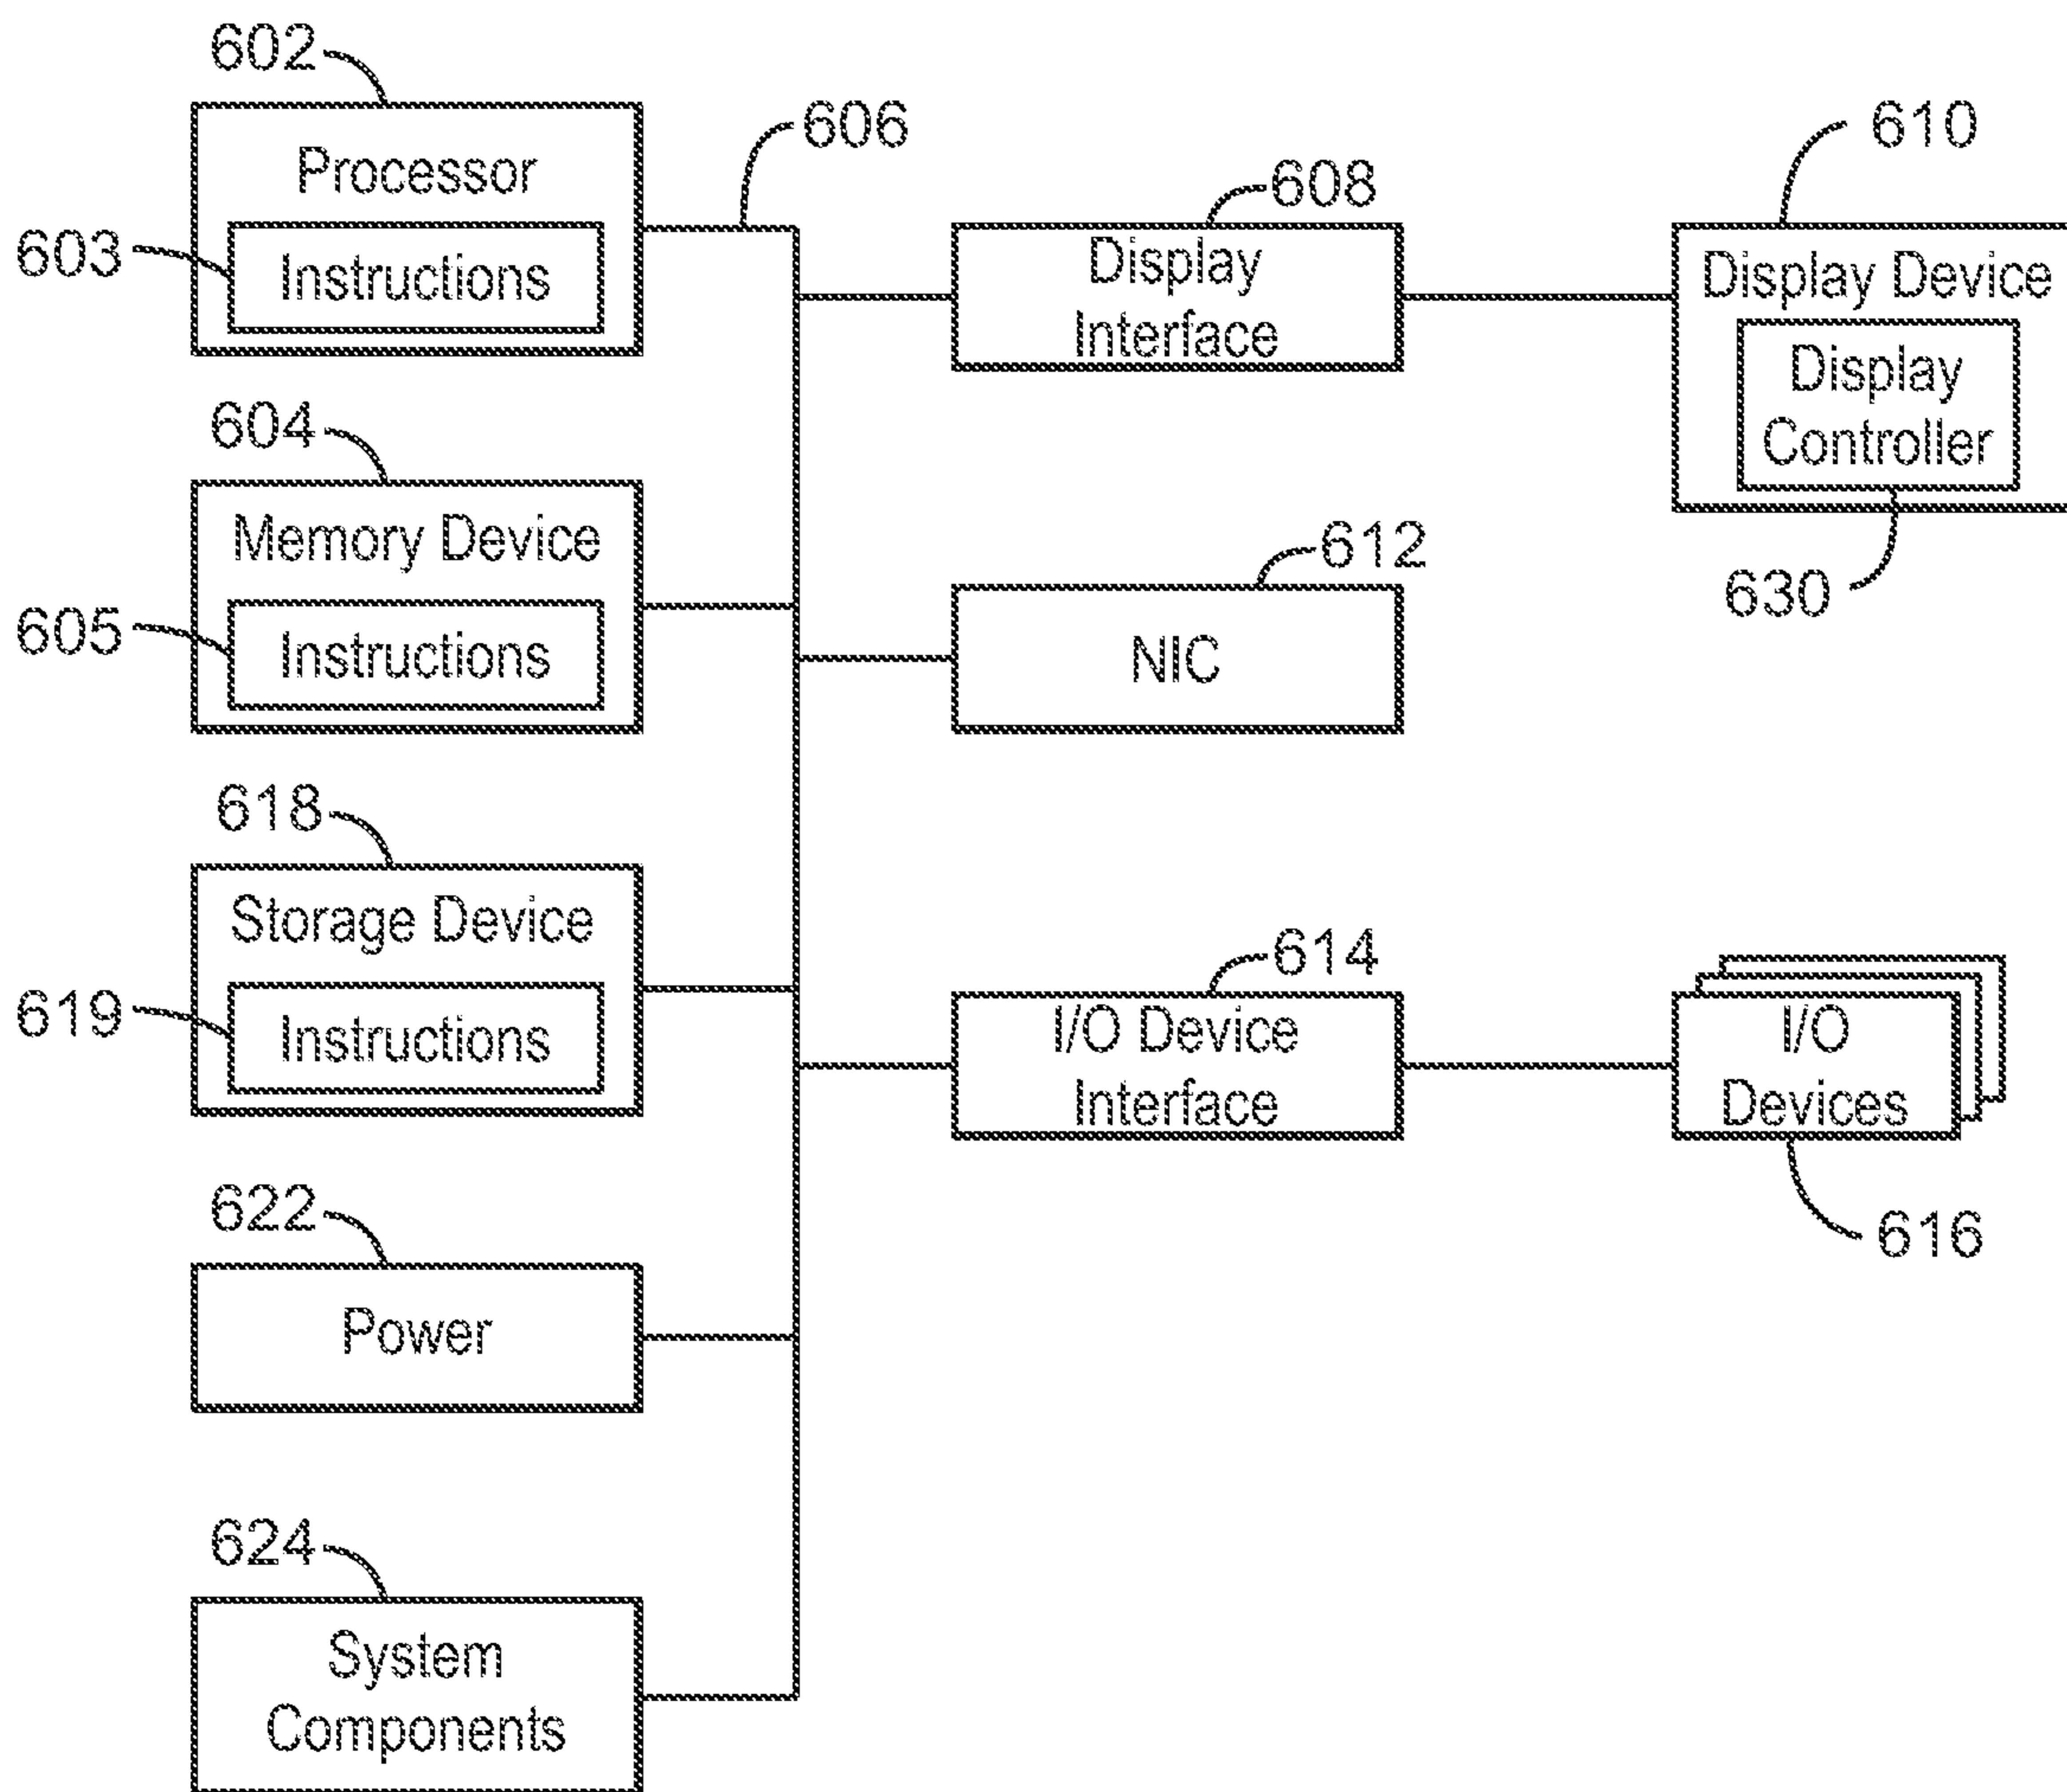 602
Processor
603
Instructions
606
608
Display
Interface
610
Display Device
Display
Controller
630
604
Memory Device
605
Instructions
612
NIC
618
Storage Device
619
Instructions
614
I/O Device
Interface
I/O
Devices
616
622
Power
624
System
Components